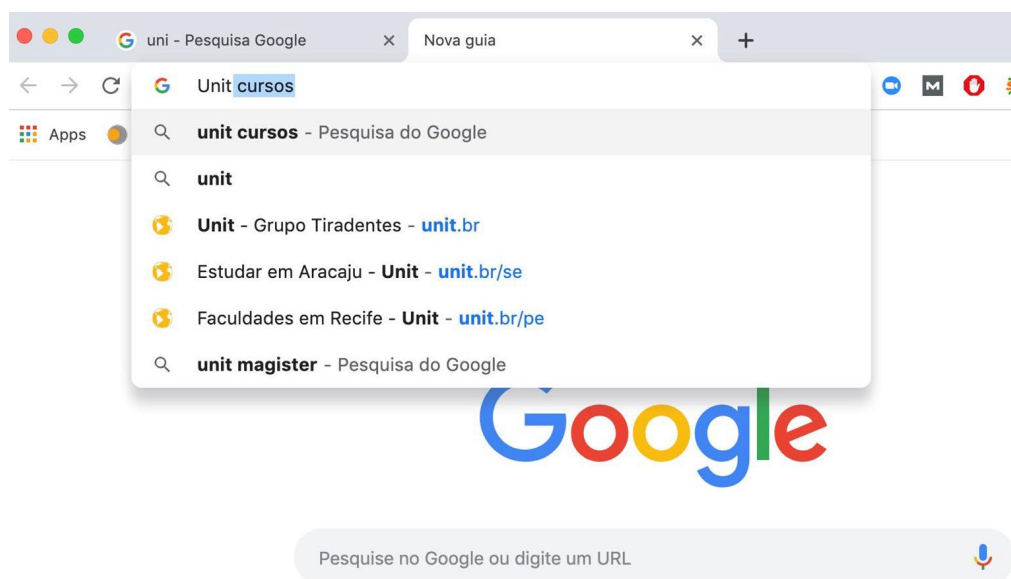 uni - Pesquisa Google
Nova guia
Unit cursos
Apps
unit cursos - Pesquisa do Google
unit
Unit - Grupo Tiradentes - unit.br
Estudar em Aracaju - Unit - unit.br/se
Faculdades em Recife - Unit - unit.br/pe
unit magister - Pesquisa do Google
Google
Pesquise no Google ou digite um URL